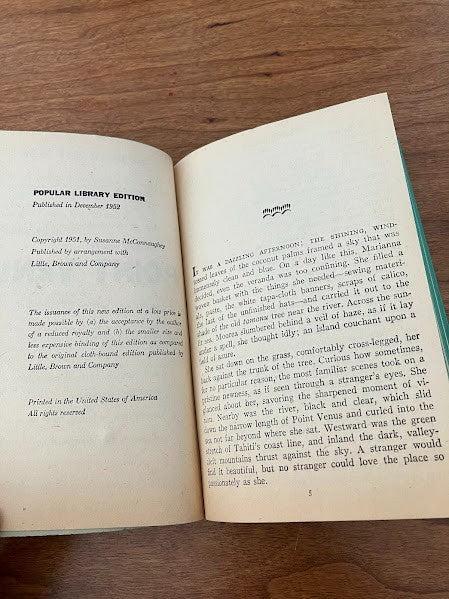 POPULAR LIBRARY EDITION
Published in December 1952
Copyright 1951, by Susanne McConnaughey
Published by arrangement with
Little, Brown and Company
The issuance of this new edition at a low price is
made possible by (a) the acceptance by the author
of a reduced royalty and (b) the smaller size and
less expensive binding of this edition as compared
to the original cloth-bound edition published by
Little, Brown and Company
Printed in the United States of America
All rights reserved
IT WAS A DAZZLING AFTERNOON: THE SHINING, WIND-
leaves of the coconut palms framed a sky that was
clean and blue. On a day like this, Marianna
decided, even the veranda was too confining. She filled a
woven basket with the things she needed—sewing materi-
als, paste, the white tapa-cloth banners, scraps of calico,
the last of the unfinished hats—and carried it out to the
shade of the old tamanu tree near the river. Across the sun-
lit sea, Moorea slumbered behind a veil of haze, as if it lay
under a spell, she thought idly; an Island couchant upon a
field of azure.
She sat down on the grass, comfortably cross-legged, her
back against the trunk of the tree. Curious how sometimes,
for no particular reason, the most familiar scenes took on a
pristine newness, as if seen through a stranger's eyes. She
glanced about her, savoring the sharpened moment of vi-
sion. Nearby was the river, black and clear, which slid
down the narrow length of Point Venus and curled into the
sea not far beyond where she sat. Westward was the green
stretch of Tahiti's coast line, and inland the dark, valley-
split mountains thrust against the sky. A stranger would
find it beautiful, but no stranger could love the place so
passionately as she.
5